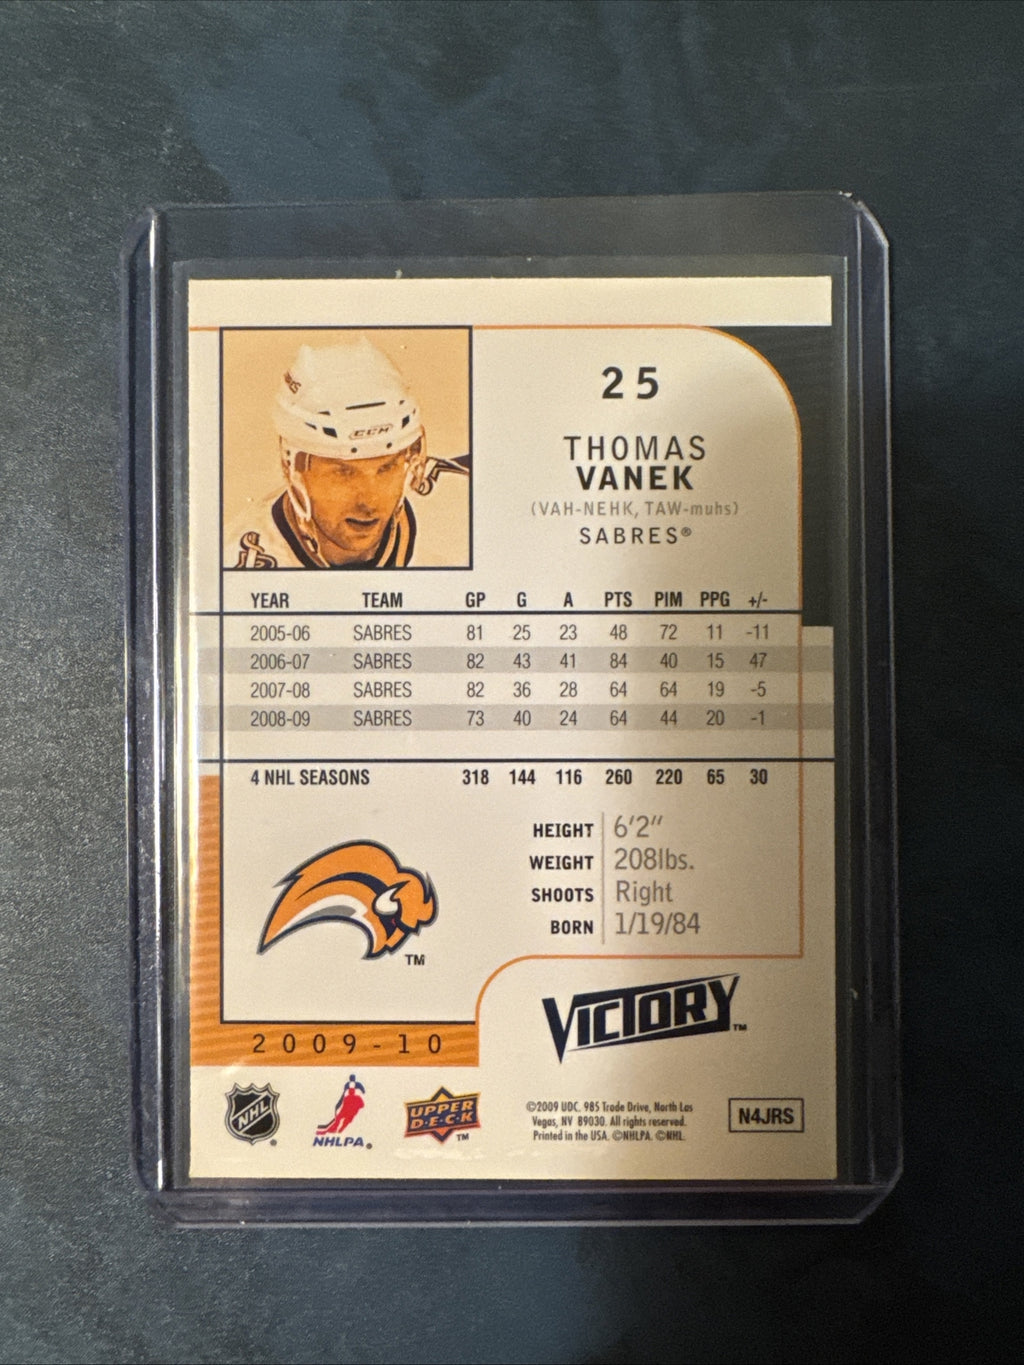 CCM
25
THOMAS
VANEK
(VAH-NEHK, TAW-muhs)
SABRES®
YEAR TEAM GP G A PTS PIM PPG +/-
2005-06 SABRES 81 25 23 48 72 11 -11
2006-07 SABRES 82 43 41 84 40 15 47
2007-08 SABRES 82 36 28 64 64 19 -5
2008-09 SABRES 73 40 24 64 44 20 -1
4 NHL SEASONS 318 144 116 260 220 65 30
HEIGHT 6'2"
WEIGHT 208lbs.
SHOOTS Right
BORN 1/19/84
TM
VICTORY™
2009-10
NHL ®
NHLPA®
UPPER
D·E·C·K
TM
©2009 UDC. 985 Trade Drive, North Las
Vegas, NV 89030. All rights reserved.
Printed in the USA. ©NHLPA. ©NHL.
N4JRS